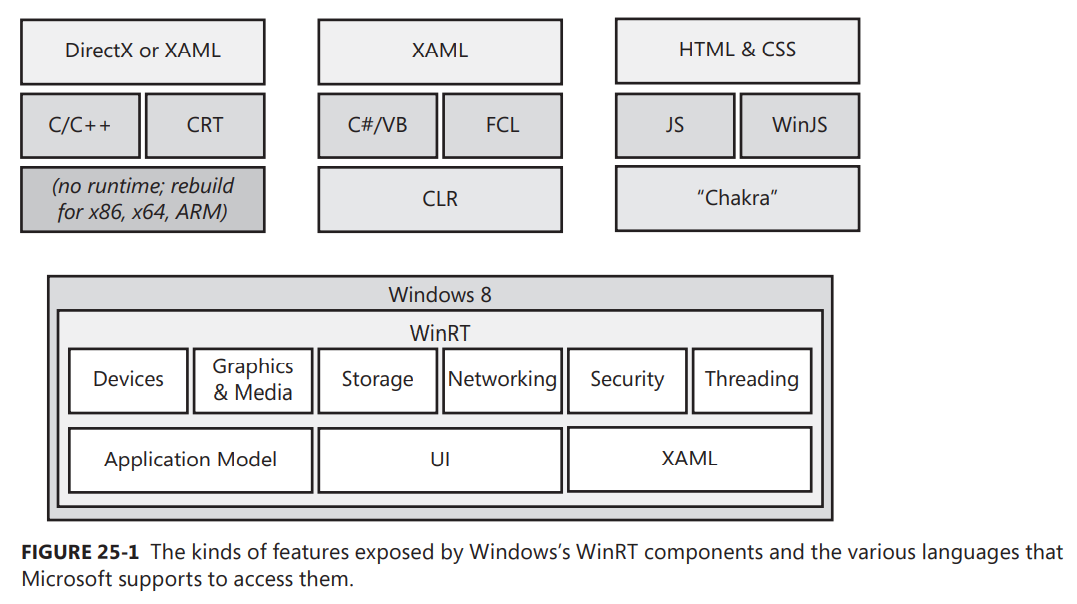 DirectX or XAML
XAML
HTML & CSS
C/C++
CRT
C#/VB
FCL
JS
WinJS
(no runtime; rebuild
for x86, x64, ARM)
CLR
“Chakra”
Windows 8
WinRT
Devices
Graphics
& Media
Storage
Networking
Security
Threading
Application Model
UI
XAML
FIGURE 25-1 The kinds of features exposed by Windows’s WinRT components and the various languages that
Microsoft supports to access them.